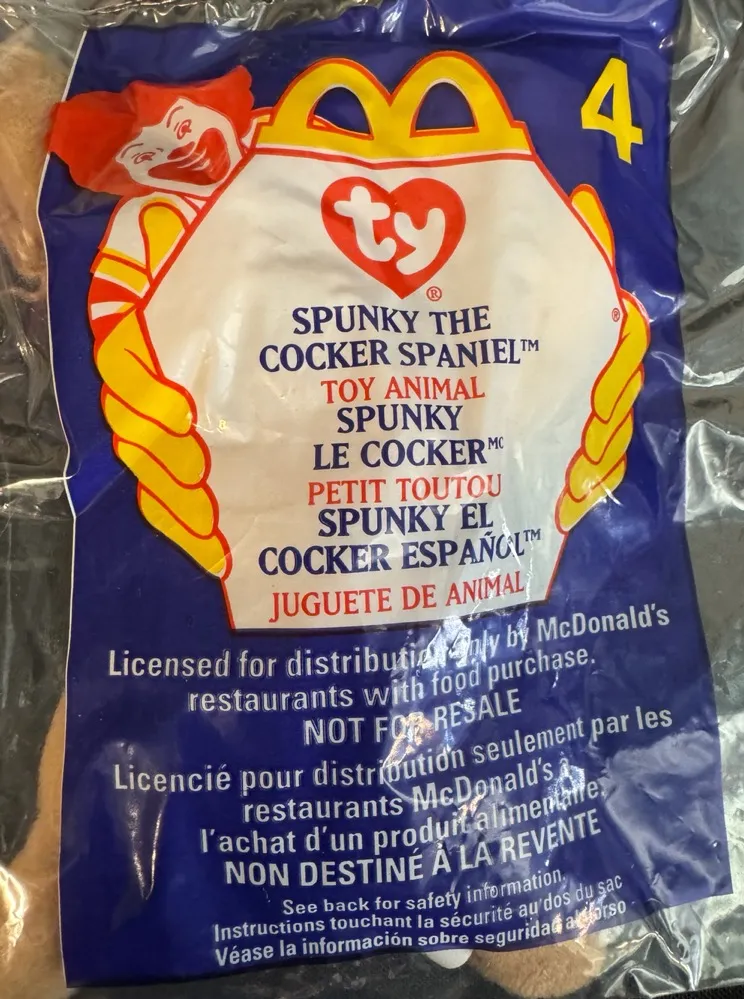 4
ty
®
SPUNKY THE
COCKER SPANIEL™
TOY ANIMAL
SPUNKY
LE COCKER MC
PETIT TOUTOU
SPUNKY EL
COCKER ESPAÑOL™
JUGUETE DE ANIMAL
Licensed for distribution only by McDonald's
restaurants with food purchase.
NOT FOR RESALE
Licencié pour distribution seulement par les
restaurants McDonald's à
l'achat d'un produit alimentaire.
NON DESTINÉ À LA REVENTE
See back for safety information.
Instructions touchant la sécurité au dos du sac
Véase la información sobre seguridad al dorso